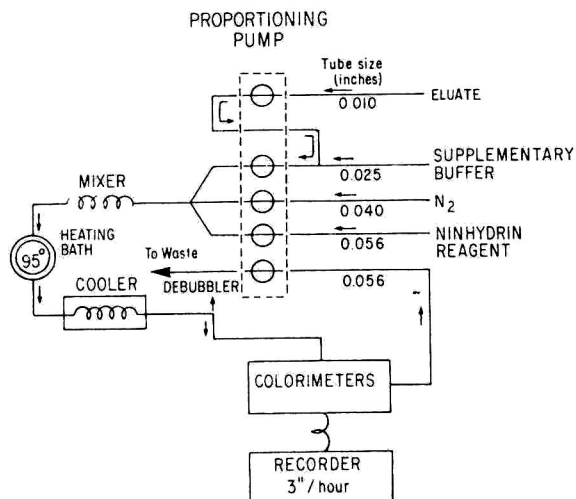 PROPORTIONING
PUMP
Tube size
(inches)
0.010
ELUATE
SUPPLEMENTARY
BUFFER
0.025
N2
0.040
NINHYDRIN
REAGENT
0.056
0.056
MIXER
HEATING
BATH
95°
To Waste
DEBUBBLER
COOLER
COLORIMETERS
RECORDER
3"/hour